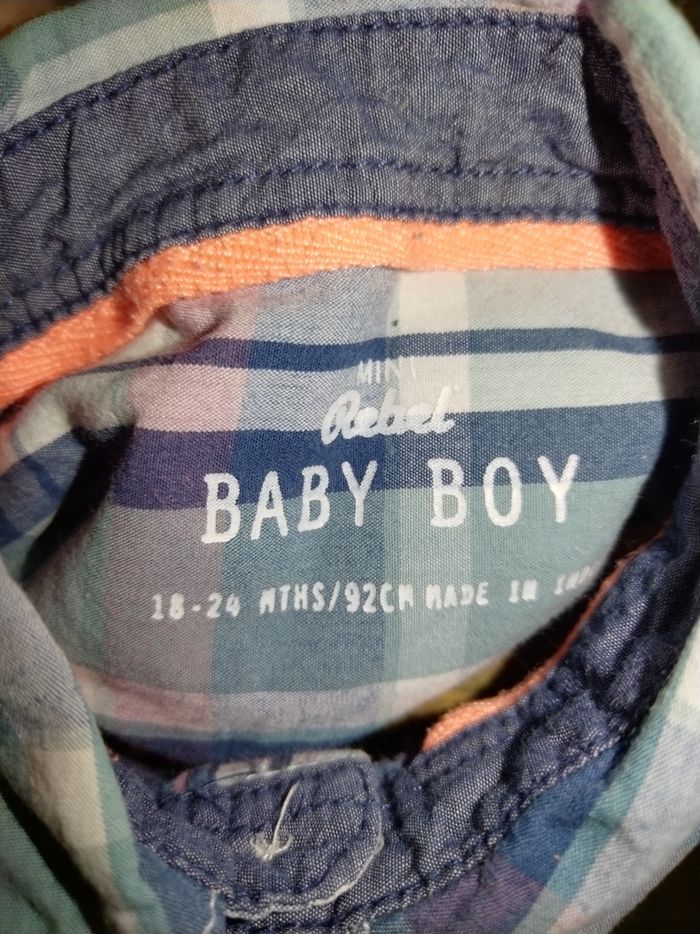 MINI
Rebel
BABY BOY
18-24 MTHS/92CM MADE IN